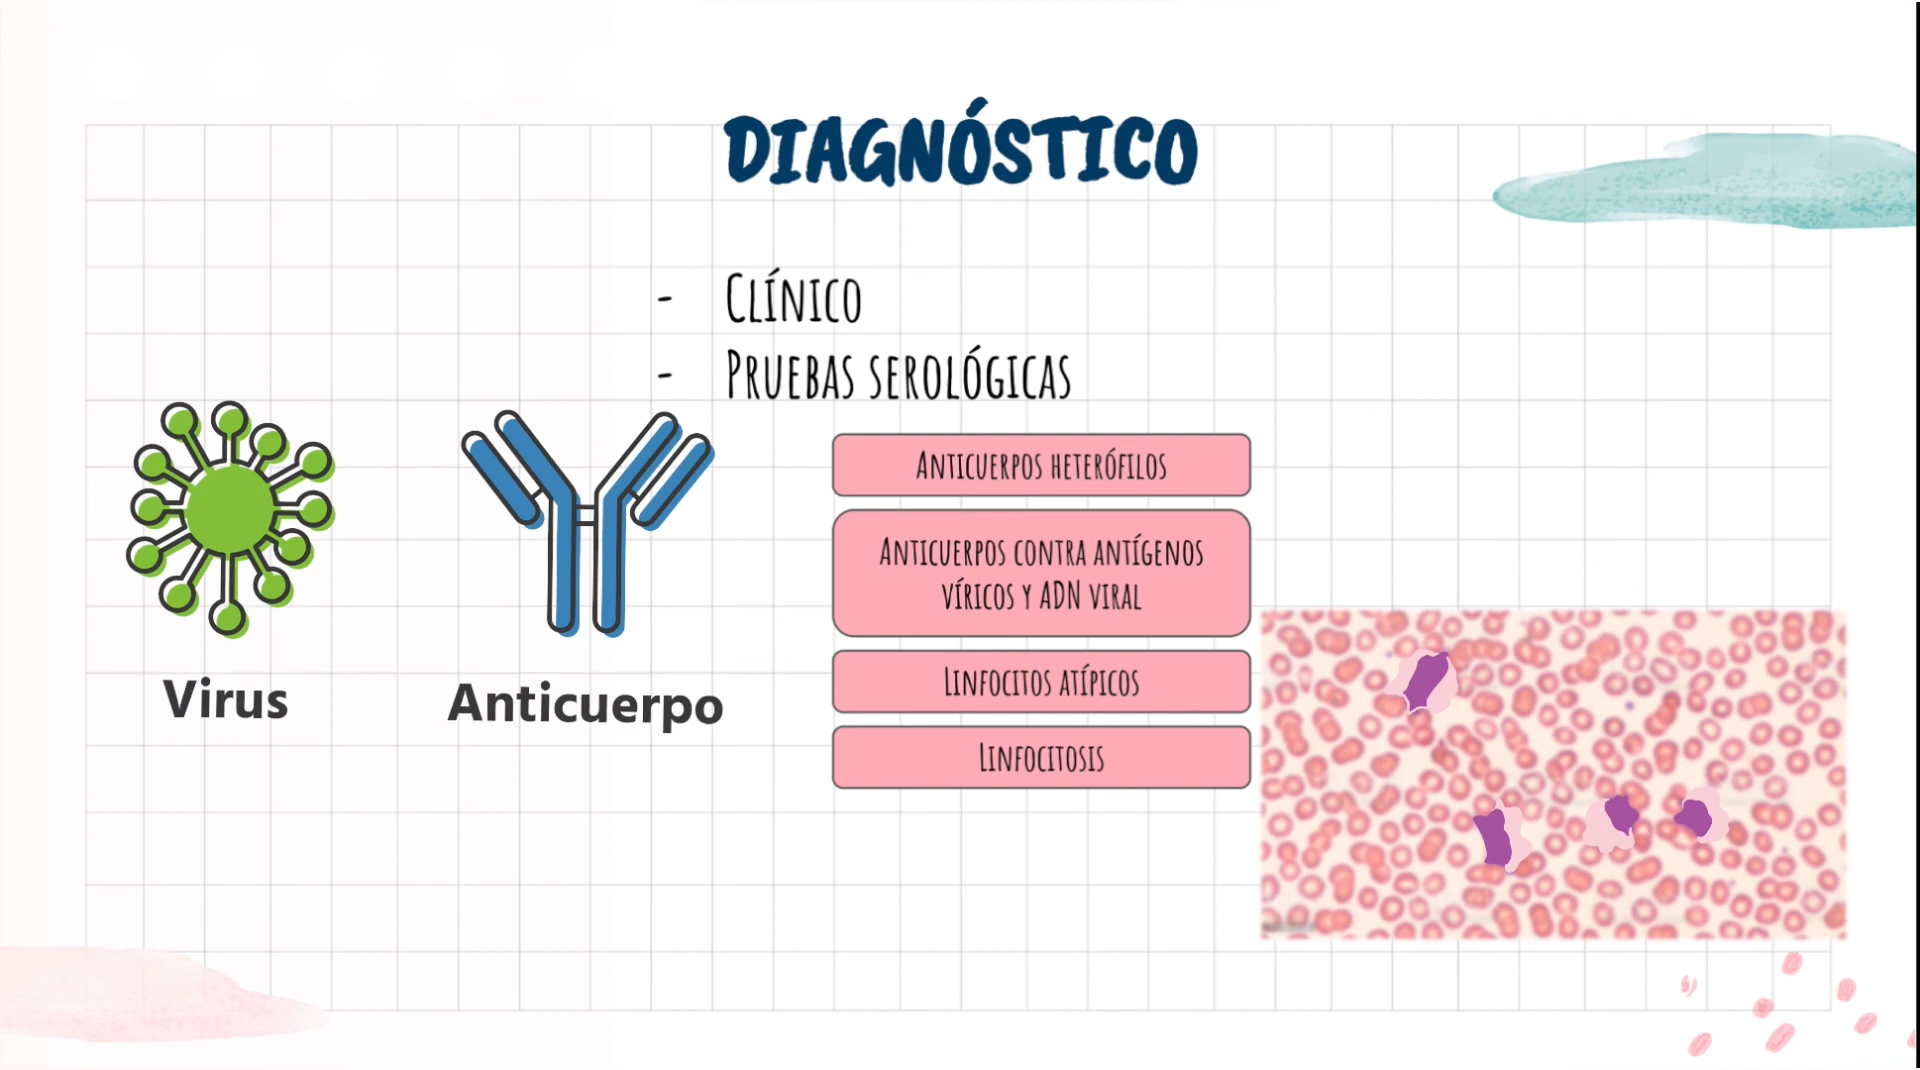 DIAGNÓSTICO
- CLÍNICO
- PRUEBAS SEROLÓGICAS
ANTICUERPOS HETERÓFILOS
ANTICUERPOS CONTRA ANTÍGENOS
VÍRICOS Y ADN VIRAL
LINFOCITOS ATÍPICOS
LINFOCITOSIS
Virus
Anticuerpo